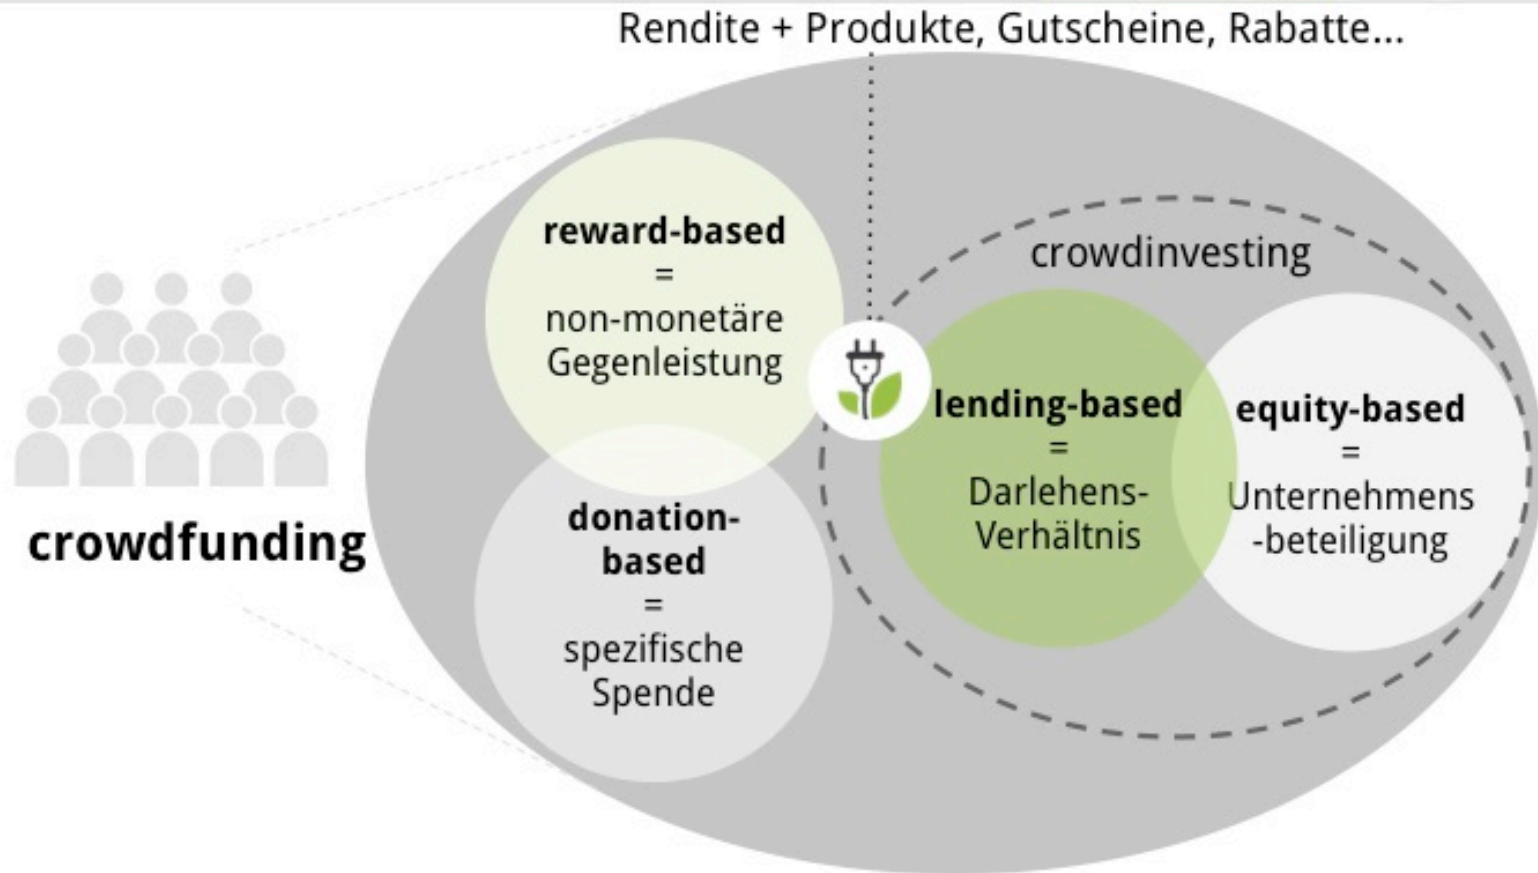 Rendite + Produkte, Gutscheine, Rabatte...
reward-based
=
non-monetäre
Gegenleistung
crowdinvesting
lending-based
=
Darlehens-
Verhältnis
equity-based
=
Unternehmens
-beteiligung
crowdfunding
donation-
based
=
spezifische
Spende